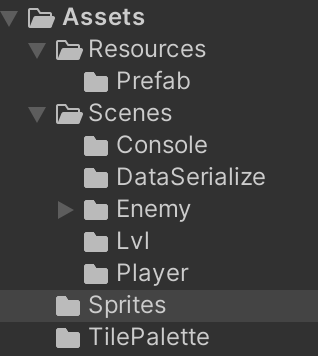 Assets
Resources
Prefab
Scenes
Console
DataSerialize
Enemy
Lvl
Player
Sprites
TilePalette